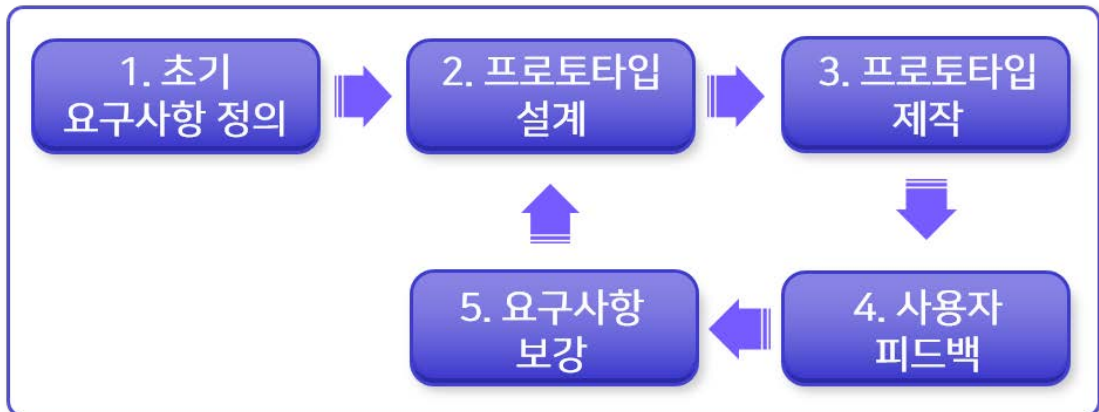 1. 초기
요구사항 정의
2. 프로토타입
설계
3. 프로토타입
제작
4. 사용자
피드백
5. 요구사항
보강